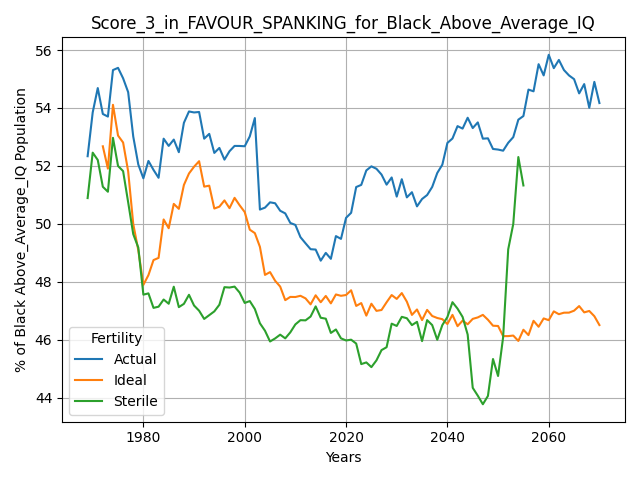 Score_3_in_FAVOUR_SPANKING_for_Black_Above_Average_IQ
% of Black Above_Average_IQ Population
56
54
52
50
48
46
44
Fertility
Actual
Ideal
Sterile
1980
2000
2020
2040
2060
Years